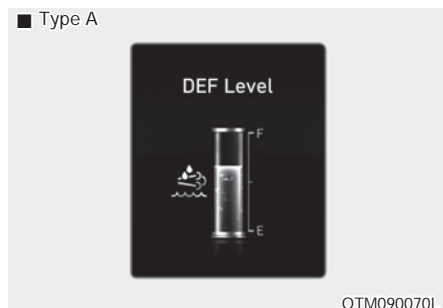 ■ Type A
DEF Level
F
E
OTM090070L